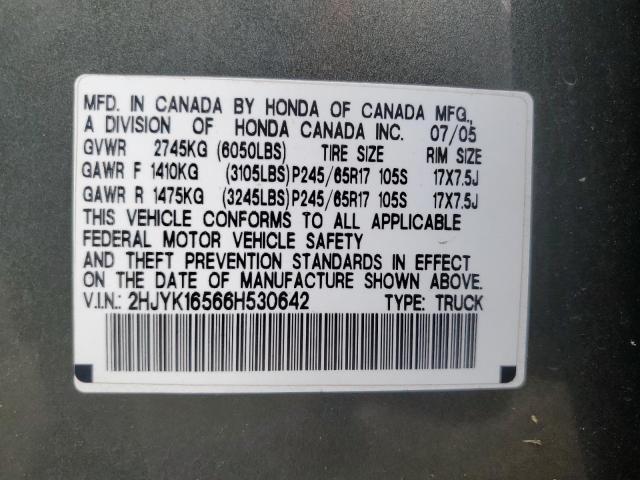 MFD. IN CANADA BY HONDA OF CANADA MFG.,
A DIVISION OF HONDA CANADA INC. 07/05
GVWR 2745KG (6050LBS) TIRE SIZE RIM SIZE
GAWR F 1410KG (3105LBS)P245/65R17 105S 17X7.5J
GAWR R 1475KG (3245LBS)P245/65R17 105S 17X7.5J
THIS VEHICLE CONFORMS TO ALL APPLICABLE
FEDERAL MOTOR VEHICLE SAFETY
AND THEFT PREVENTION STANDARDS IN EFFECT
ON THE DATE OF MANUFACTURE SHOWN ABOVE.
V.I.N.: 2HJYK16566H530642 TYPE: TRUCK